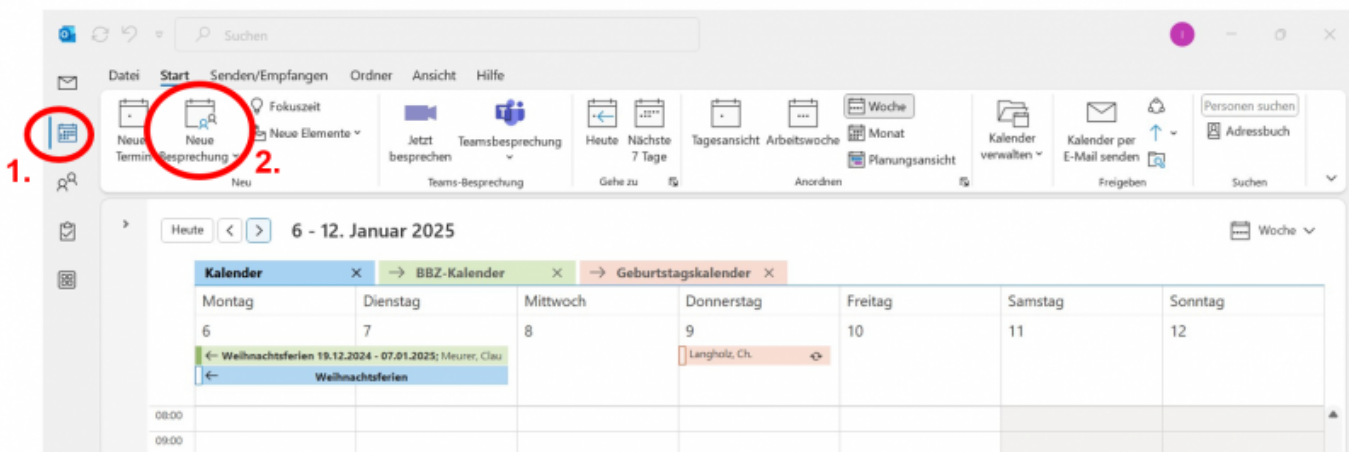 Suchen
Datei Start Senden/Empfangen Ordner Ansicht Hilfe
1.
2.
Neuer Termin
Neue Besprechung
Fokuszeit
Neue Elemente
Neu
Jetzt besprechen
Teamsbesprechung
Teams-Besprechung
Heute
Nächste 7 Tage
Gehe zu
Tagesansicht
Arbeitswoche
Woche
Monat
Planungsansicht
Anordnen
Kalender verwalten
Kalender per E-Mail senden
Freigeben
Personen suchen
Adressbuch
Suchen
Heute < > 6 - 12. Januar 2025
Woche
Kalender × → BBZ-Kalender × → Geburtstagskalender ×
Montag Dienstag Mittwoch Donnerstag Freitag Samstag Sonntag
6 7 8 9 10 11 12
← Weihnachtsferien 19.12.2024 - 07.01.2025; Meurer, Clau
Langholz, Ch.
← Weihnachtsferien
08:00
09:00